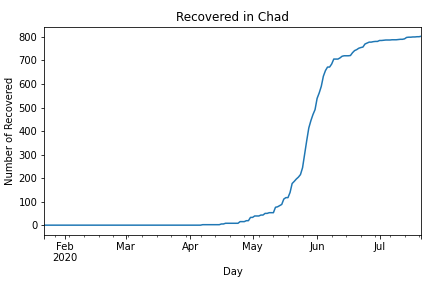 Recovered in Chad
Number of Recovered
800
700
600
500
400
300
200
100
0
Feb
2020
Mar
Apr
May
Jun
Jul
Day